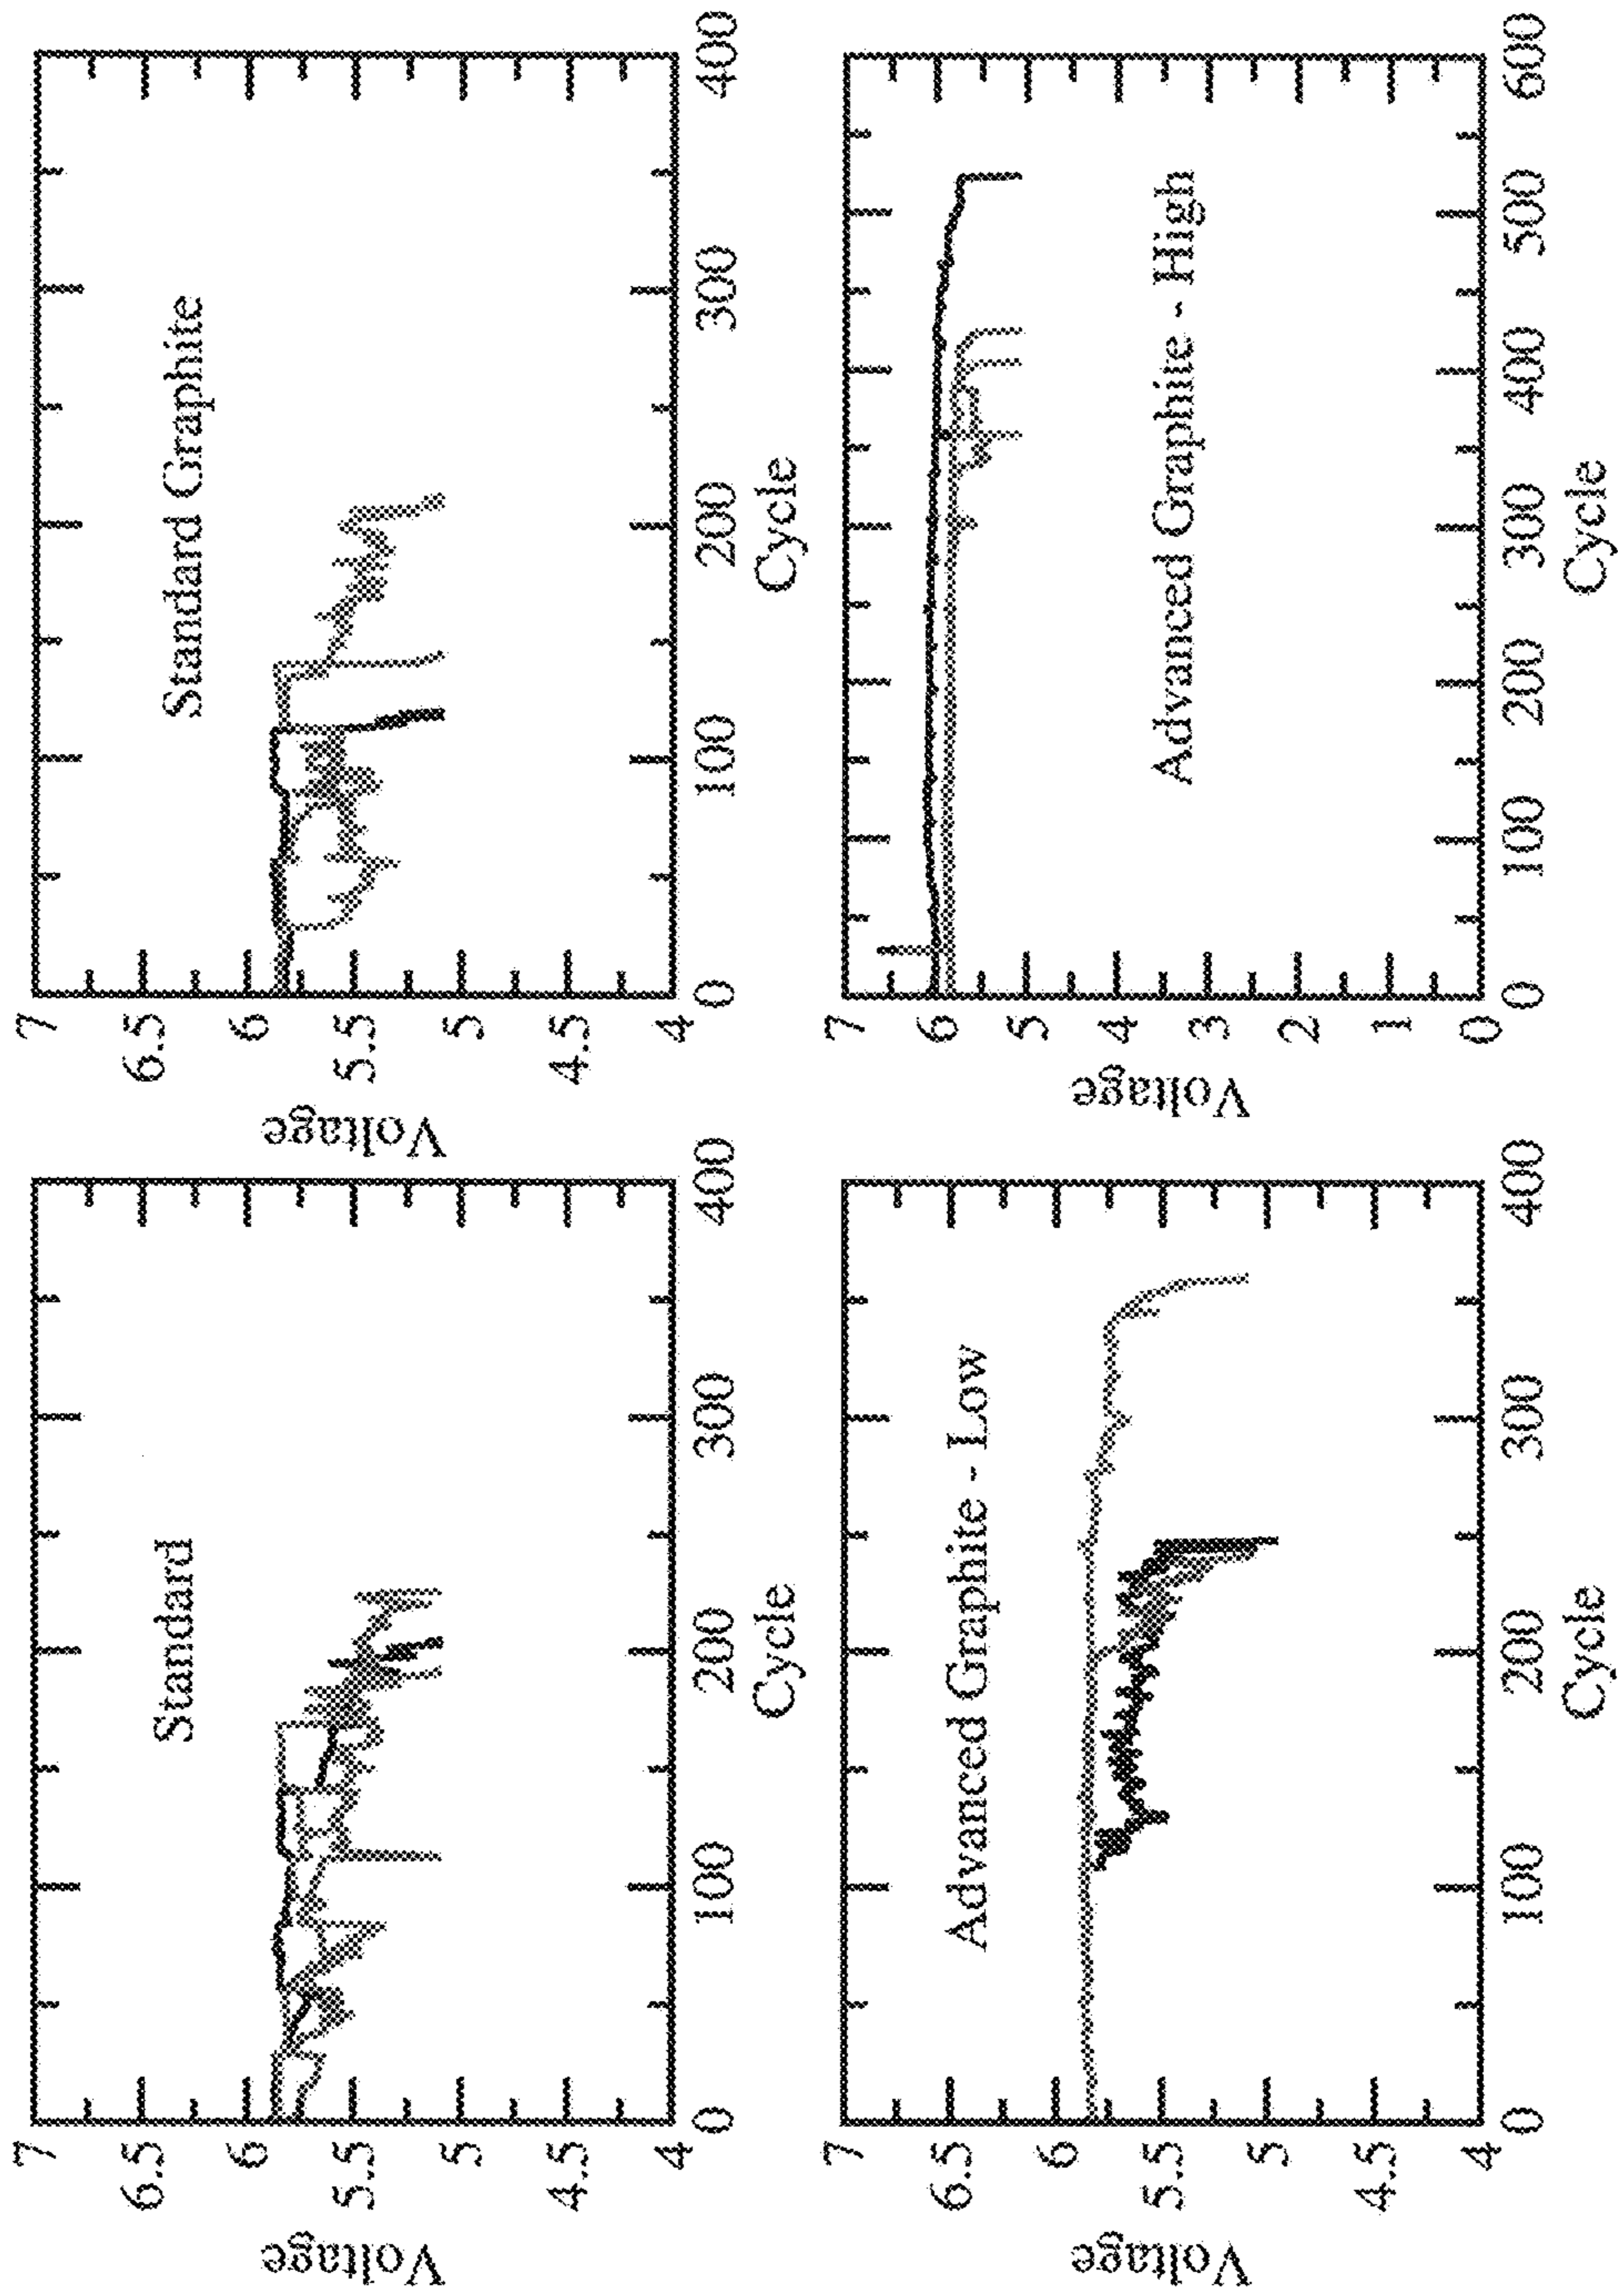 Voltage
7
6.5
6
5.5
5
4.5
4
Standard
0 100 200 300 400
Cycle
Voltage
7
6.5
6
5.5
5
4.5
4
Standard Graphite
0 100 200 300 400
Cycle
Voltage
7
6.5
6
5.5
5
4.5
4
Advanced Graphite - Low
0 100 200 300 400
Cycle
Voltage
7
6
5
4
3
2
1
0
Advanced Graphite - High
0 100 200 300 400 500 600
Cycle